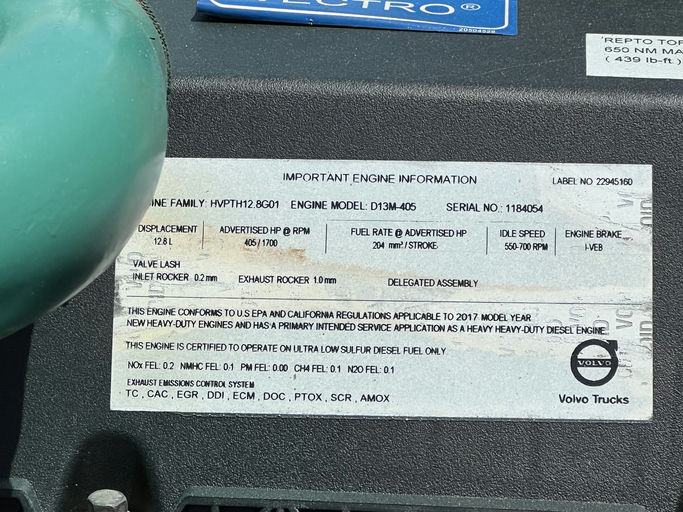 VECTRO®
20504529
REPTO TOR
650 NM MA
( 439 lb-ft )
IMPORTANT ENGINE INFORMATION
LABEL NO 22945160
INE FAMILY: HVPTH12.8G01 ENGINE MODEL: D13M-405 SERIAL NO.: 1184054
DISPLACEMENT ADVERTISED HP @ RPM FUEL RATE @ ADVERTISED HP IDLE SPEED ENGINE BRAKE
12.8 L 405 / 1700 204 mm³ / STROKE 550-700 RPM I-VEB
VALVE LASH
INLET ROCKER 0.2 mm EXHAUST ROCKER 1.0 mm DELEGATED ASSEMBLY
THIS ENGINE CONFORMS TO U.S EPA AND CALIFORNIA REGULATIONS APPLICABLE TO 2017 MODEL YEAR
NEW HEAVY-DUTY ENGINES AND HAS A PRIMARY INTENDED SERVICE APPLICATION AS A HEAVY HEAVY-DUTY DIESEL ENGINE
THIS ENGINE IS CERTIFIED TO OPERATE ON ULTRA LOW SULFUR DIESEL FUEL ONLY
NOx FEL: 0.2 NMHC FEL: 0.1 PM FEL: 0.00 CH4 FEL: 0.1 N2O FEL: 0.1
EXHAUST EMISSIONS CONTROL SYSTEM
TC , CAC , EGR , DDI , ECM , DOC , PTOX , SCR , AMOX
VOLVO
Volvo Trucks